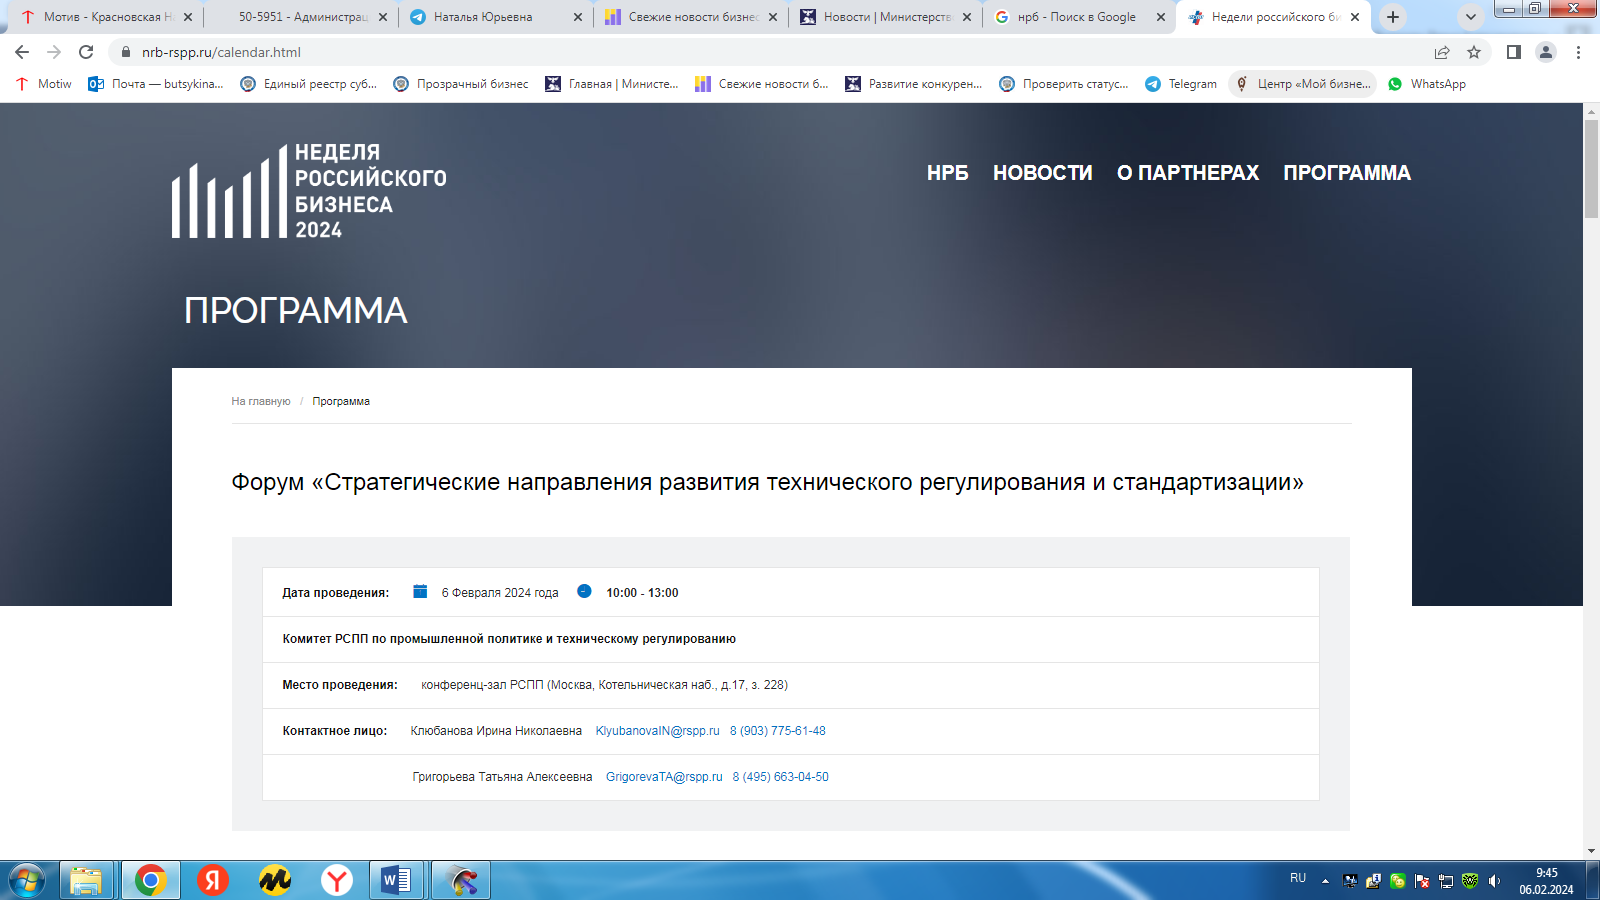 Мотив - Красновская На
50-5951 - Администрац
Наталья Юрьевна
Свежие новости бизнес
Новости | Министерств
нрб - Поиск в Google
Недели российского би
nrb-rspp.ru/calendar.html
Motiw
Почта — butsykina...
Единый реестр суб...
Прозрачный бизнес
Главная | Министе...
Свежие новости б...
Развитие конкурен...
Проверить статус...
Telegram
Центр «Мой бизне...
WhatsApp
НЕДЕЛЯ
РОССИЙСКОГО
БИЗНЕСА
2024
НРБ НОВОСТИ О ПАРТНЕРАХ ПРОГРАММА
ПРОГРАММА
На главную / Программа
Форум «Стратегические направления развития технического регулирования и стандартизации»
Дата проведения: 6 Февраля 2024 года 10:00 - 13:00
Комитет РСПП по промышленной политике и техническому регулированию
Место проведения: конференц-зал РСПП (Москва, Котельническая наб., д.17, з. 228)
Контактное лицо: Клюбанова Ирина Николаевна KlyubanovaIN@rspp.ru 8 (903) 775-61-48
Григорьева Татьяна Алексеевна GrigorevaTA@rspp.ru 8 (495) 663-04-50
RU
9:45
06.02.2024